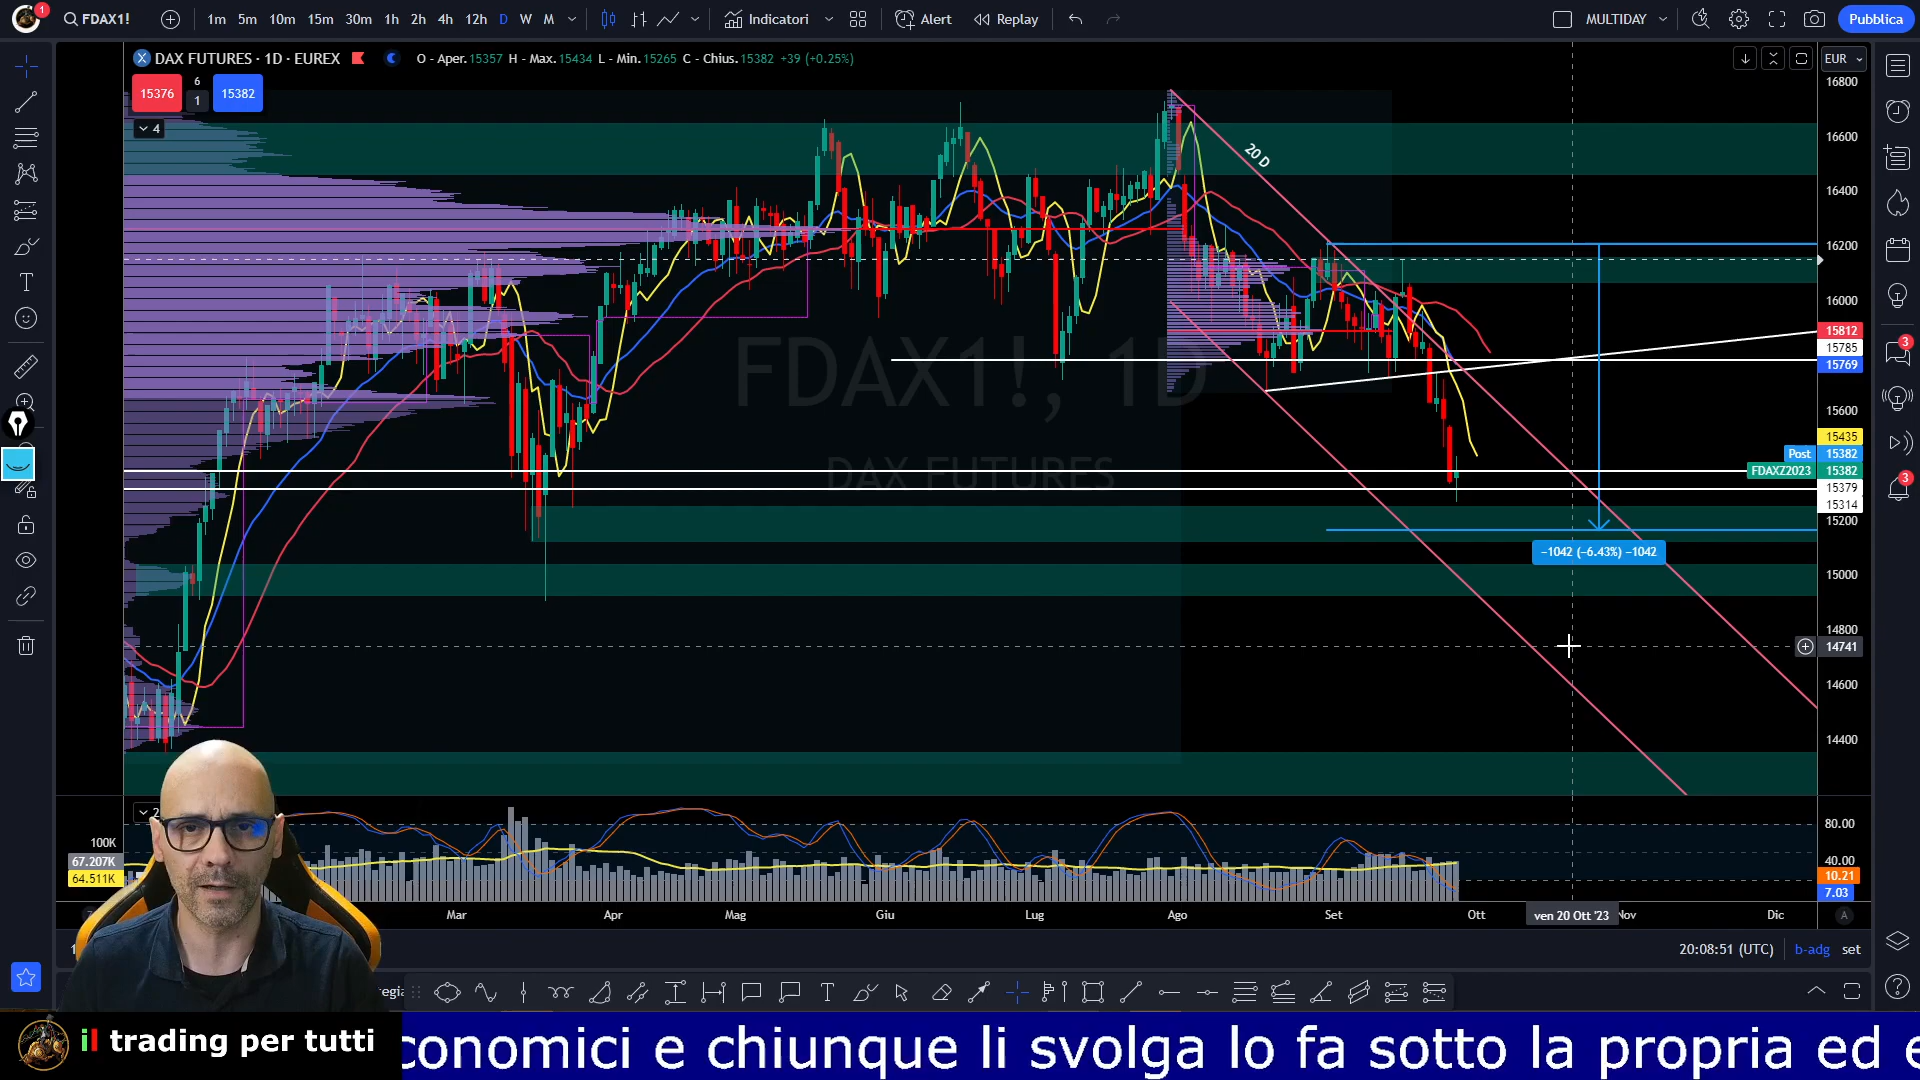 1
FDAX1!
1m 5m 10m 15m 30m 1h 2h 4h 12h D W M
Indicatori
Alert
Replay
MULTIDAY
Pubblica
DAX FUTURES · 1D · EUREX
O - Aper.15357 H - Max.15434 L - Min.15265 C - Chius.15382 +39 (+0.25%)
EUR
15376
6
1
15382
4
16800
16600
16400
16200
16000
15812
15785
15769
15600
15435
Post 15382
FDAXZ2023 15382
15379
15314
15200
15000
14800
14741
14600
14400
20 D
FDAX1!, 1D
DAX FUTURES
−1042 (−6.43%) −1042
3
3
2
100K
67.207K
64.511K
80.00
40.00
10.21
7.03
Mar Apr Mag Giu Lug Ago Set Ott ven 20 Ott '23 Nov Dic
A
20:08:51 (UTC)
b-adg
set
il trading per tutti
conomici e chiunque li svolga lo fa sotto la propria ed e